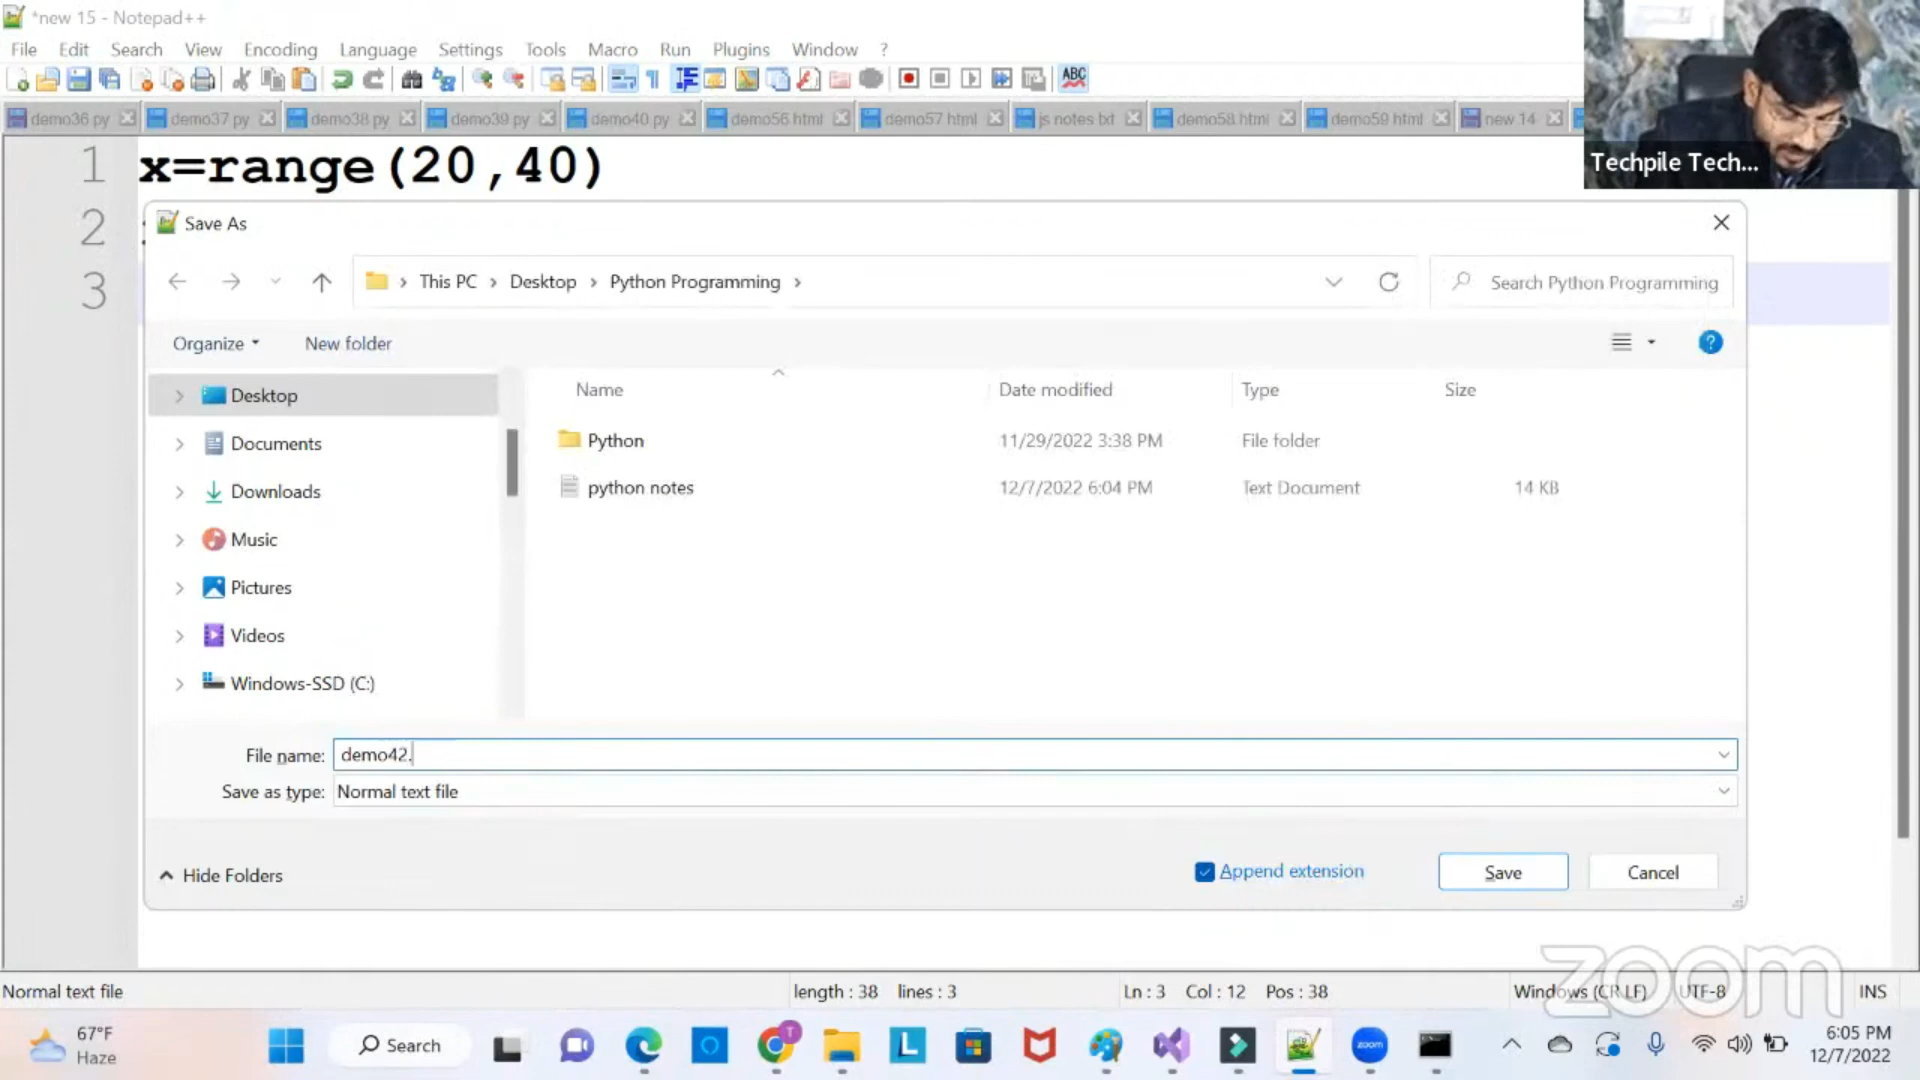 *new 15 - Notepad++
File Edit Search View Encoding Language Settings Tools Macro Run Plugins Window ?
ABC
demo36 py demo37 py demo38 py demo39 py demo40 py demo56 html demo57 html js notes txt demo58 html demo59 html new 14
Techpile Tech...
1 x=range(20,40)
2
3
Save As
This PC > Desktop > Python Programming >
Search Python Programming
Organize New folder
?
Name Date modified Type Size
Desktop
Documents
Downloads
Music
Pictures
Videos
Windows-SSD (C:)
Python 11/29/2022 3:38 PM File folder
python notes 12/7/2022 6:04 PM Text Document 14 KB
File name: demo42.
Save as type: Normal text file
Hide Folders
Append extension
Save Cancel
zoom
Normal text file length : 38 lines : 3 Ln : 3 Col : 12 Pos : 38 Windows (CR LF) UTF-8 INS
67°F
Haze
Search
T
L
zoom
6:05 PM
12/7/2022